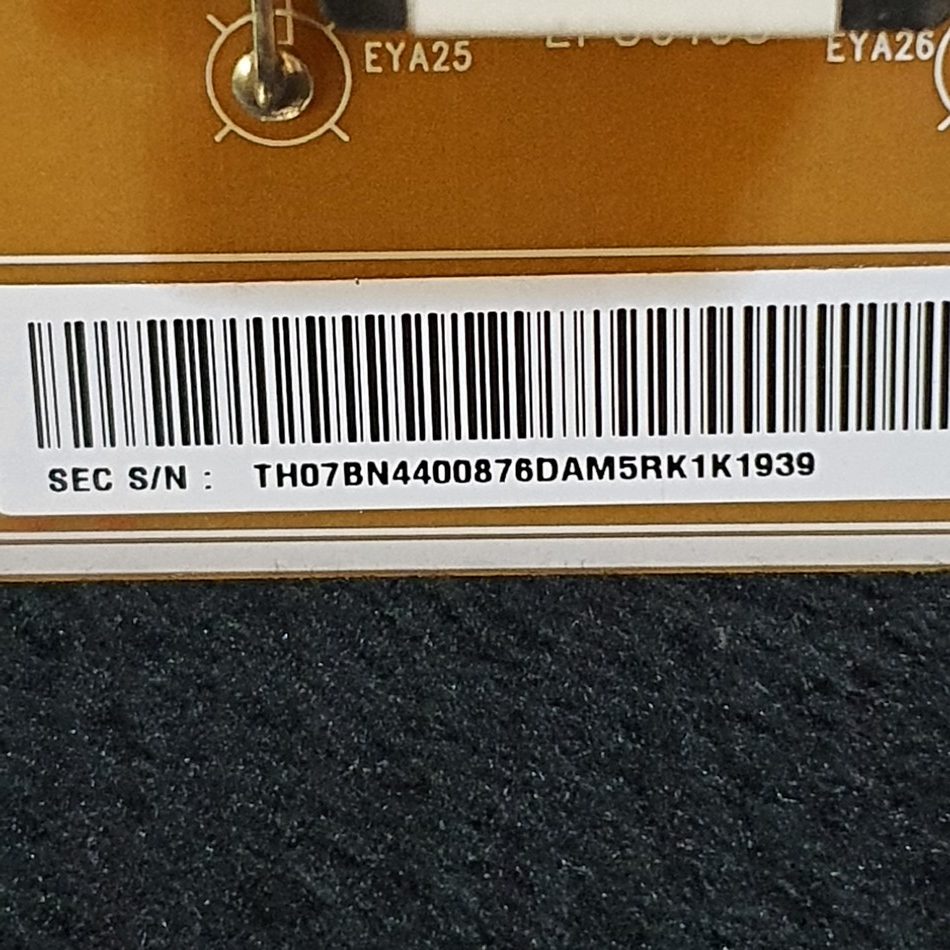 EYA25
EYA26
SEC S/N : TH07BN4400876DAM5RK1K1939